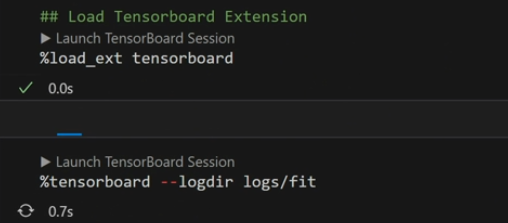 ## Load Tensorboard Extension
Launch TensorBoard Session
%load_ext tensorboard
0.0s
Launch TensorBoard Session
%tensorboard --logdir logs/fit
0.7s